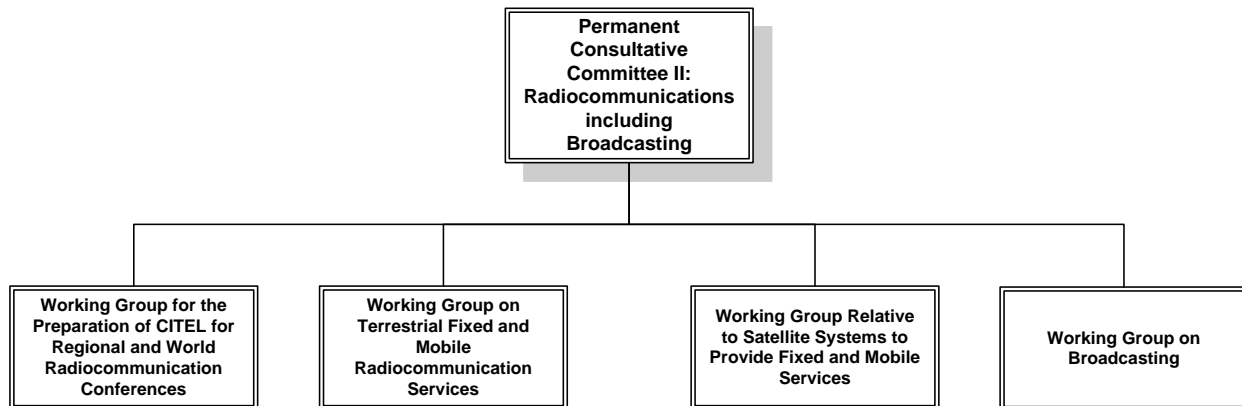 Permanent
Consultative
Committee II:
Radiocommunications
including
Broadcasting
Working Group for the
Preparation of CITEL for
Regional and World
Radiocommunication
Conferences
Working Group on
Terrestrial Fixed and
Mobile
Radiocommunication
Services
Working Group Relative
to Satellite Systems to
Provide Fixed and Mobile
Services
Working Group on
Broadcasting